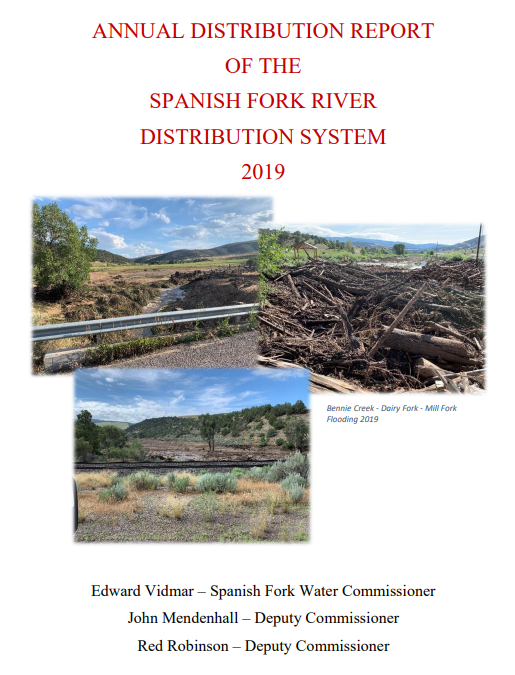 ANNUAL DISTRIBUTION REPORT
OF THE
SPANISH FORK RIVER
DISTRIBUTION SYSTEM
2019
Bennie Creek - Dairy Fork - Mill Fork
Flooding 2019
Edward Vidmar – Spanish Fork Water Commissioner
John Mendenhall – Deputy Commissioner
Red Robinson – Deputy Commissioner